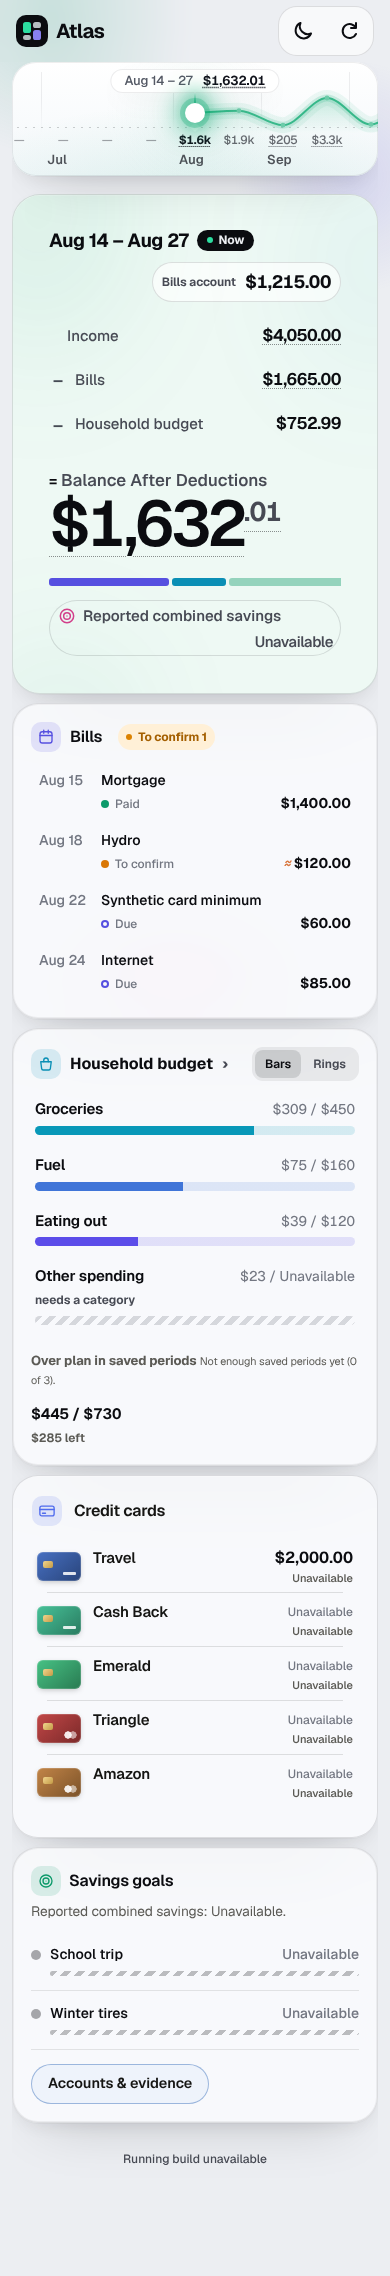 Atlas
Aug 14 – 27 $1,632.01
— — — — $1.6k $1.9k $205 $3.3k
Jul Aug Sep
Aug 14 – Aug 27 Now
Bills account $1,215.00
Income $4,050.00
– Bills $1,665.00
– Household budget $752.99
= Balance After Deductions
$1,632.01
Reported combined savings
Unavailable
Bills To confirm 1
Aug 15 Mortgage
Paid $1,400.00
Aug 18 Hydro
To confirm ≈$120.00
Aug 22 Synthetic card minimum
Due $60.00
Aug 24 Internet
Due $85.00
Household budget › Bars Rings
Groceries $309 / $450
Fuel $75 / $160
Eating out $39 / $120
Other spending $23 / Unavailable
needs a category
Over plan in saved periods Not enough saved periods yet (0
of 3).
$445 / $730
$285 left
Credit cards
Travel $2,000.00
Unavailable
Cash Back Unavailable
Unavailable
Emerald Unavailable
Unavailable
Triangle Unavailable
Unavailable
Amazon Unavailable
Unavailable
Savings goals
Reported combined savings: Unavailable.
School trip Unavailable
Winter tires Unavailable
Accounts & evidence
Running build unavailable